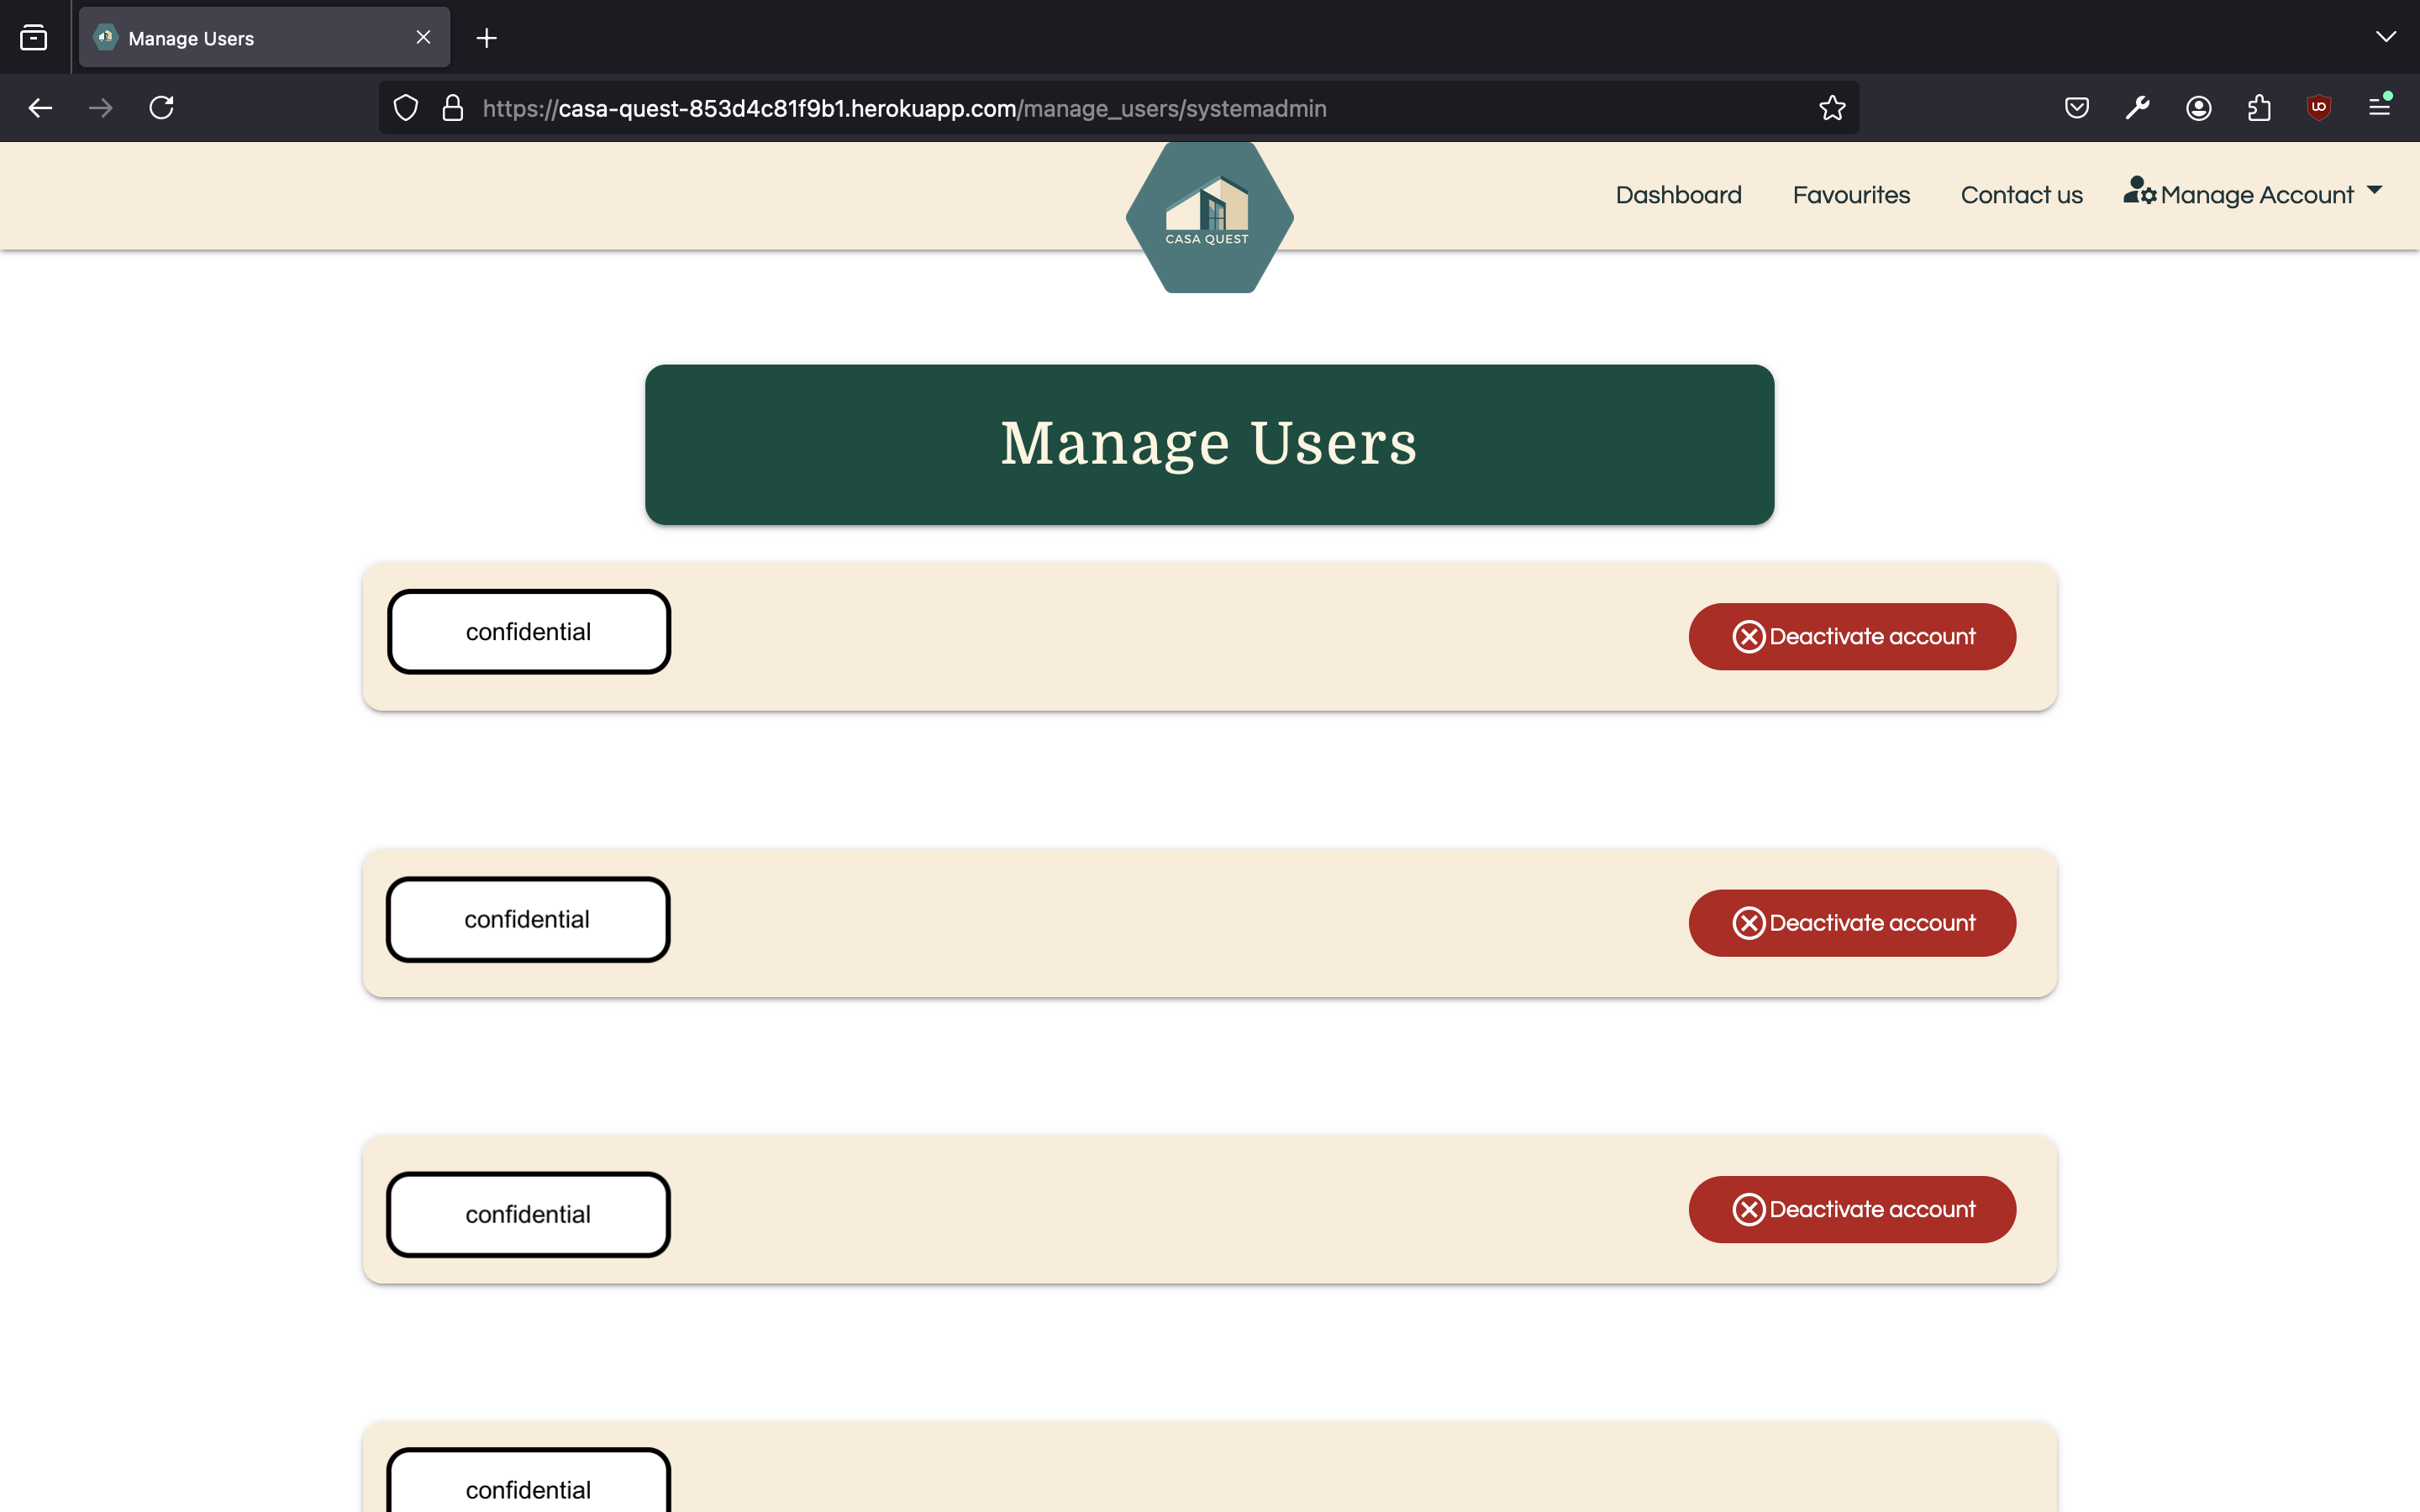 Manage Users
https://casa-quest-853d4c81f9b1.herokuapp.com/manage_users/systemadmin
CASA QUEST
Dashboard Favourites Contact us Manage Account
Manage Users
confidential Deactivate account
confidential Deactivate account
confidential Deactivate account
confidential